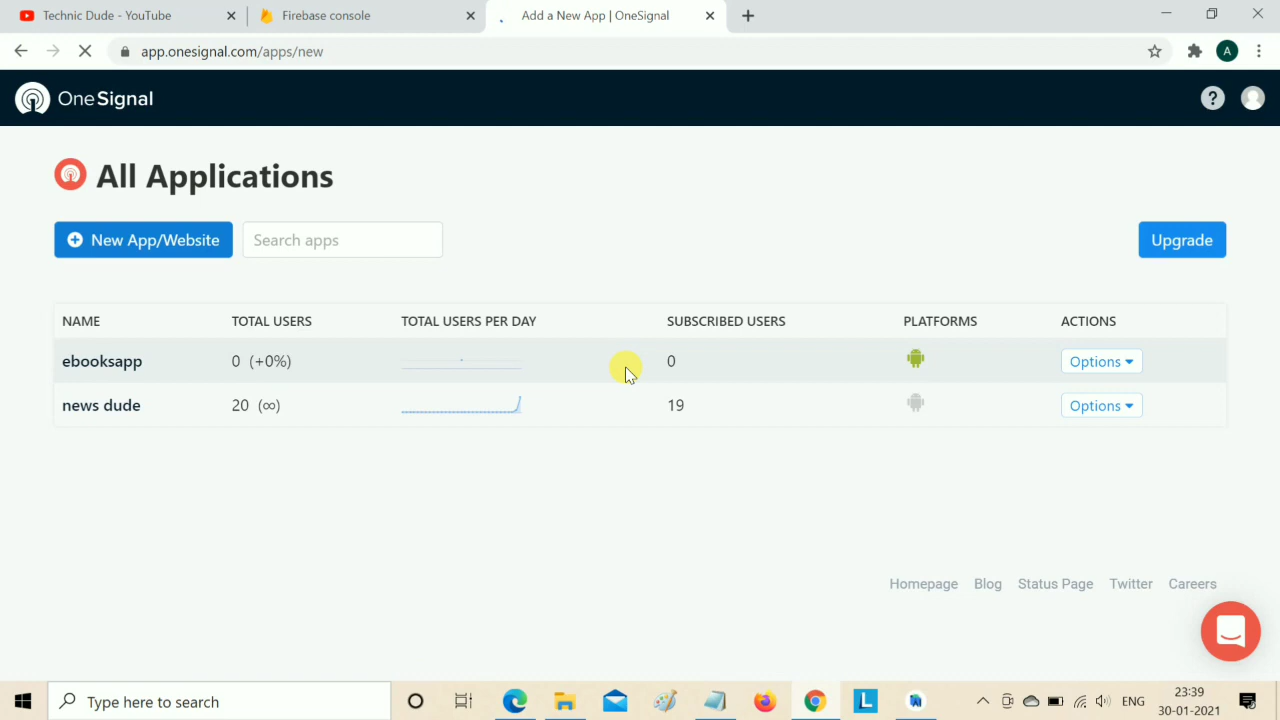 Technic Dude - YouTube
Firebase console
Add a New App | OneSignal
app.onesignal.com/apps/new
A
OneSignal
?
All Applications
New App/Website
Search apps
Upgrade
NAME TOTAL USERS TOTAL USERS PER DAY SUBSCRIBED USERS PLATFORMS ACTIONS
ebooksapp 0 (+0%) 0 Options
news dude 20 (∞) 19 Options
Homepage Blog Status Page Twitter Careers
Type here to search
L
ENG
23:39
30-01-2021